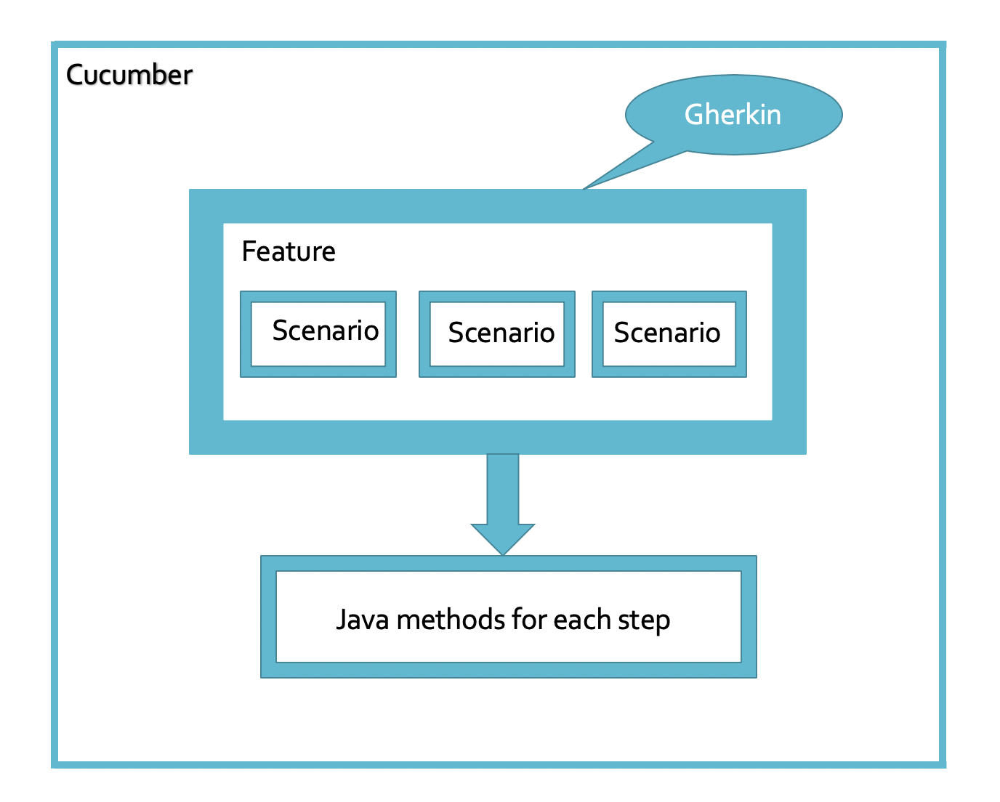 Cucumber
Gherkin
Feature
Scenario
Scenario
Scenario
Java methods for each step